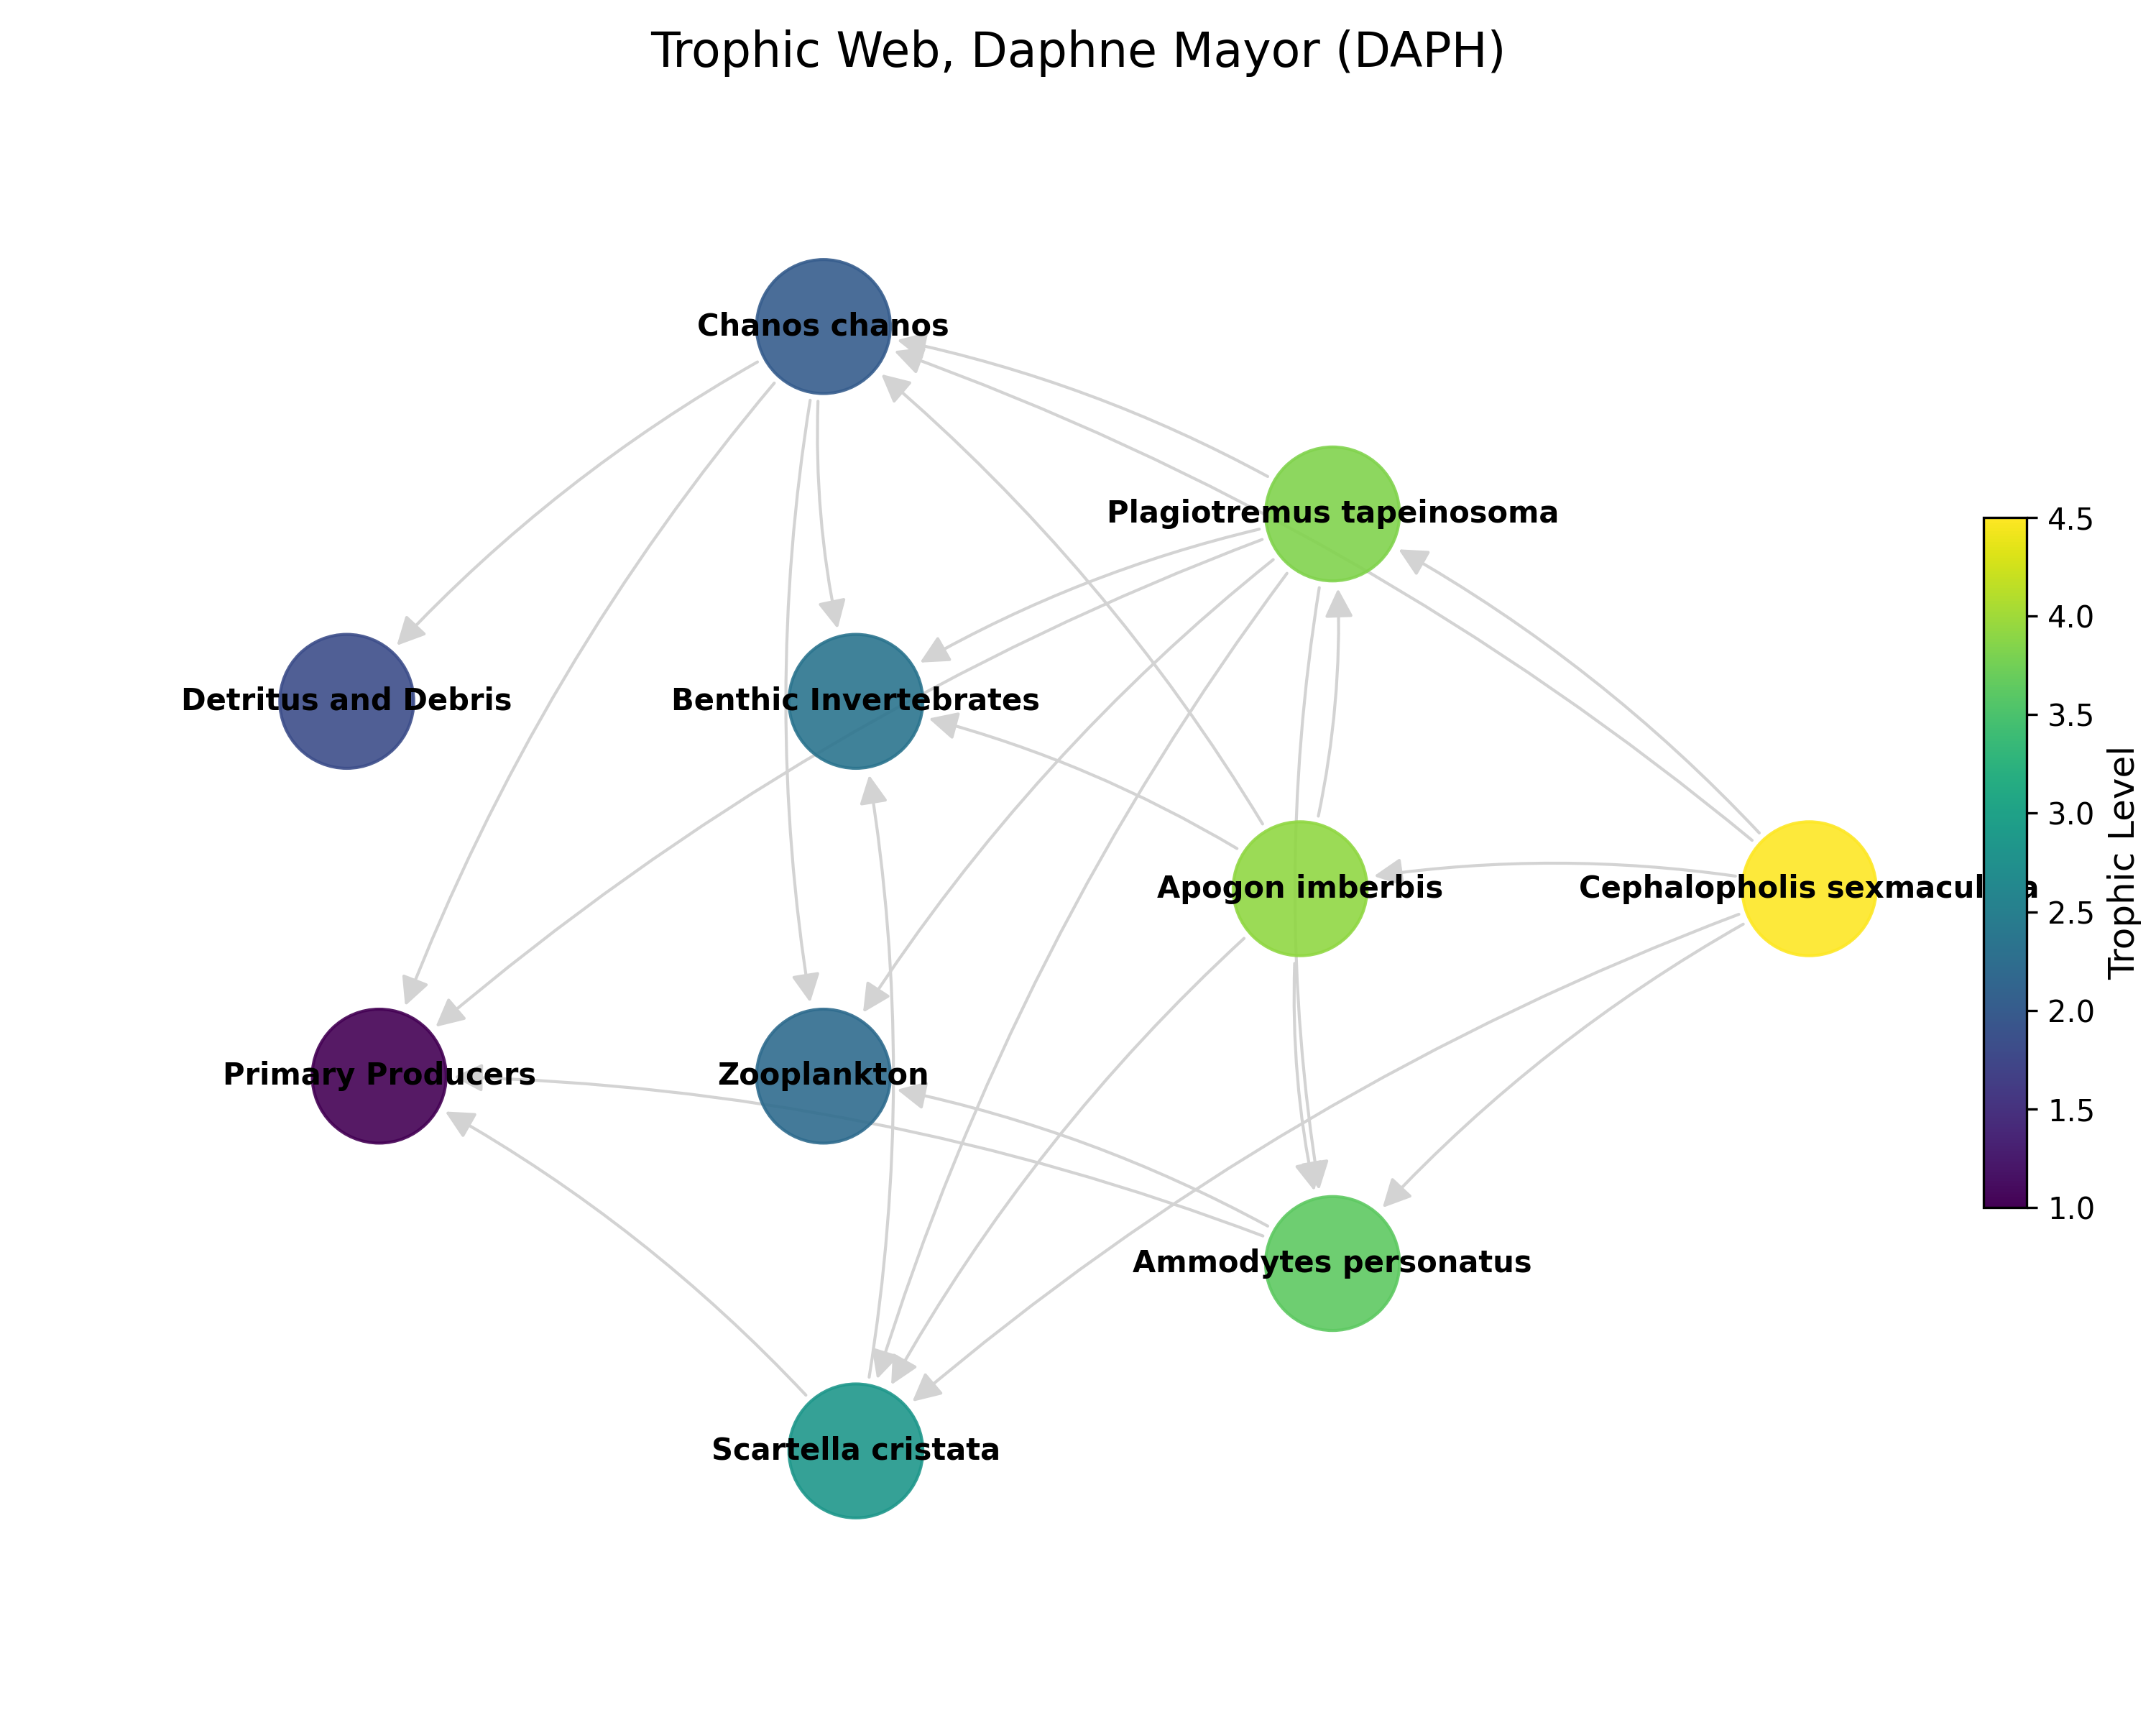 Trophic Web, Daphne Mayor (DAPH)
Chanos chanos
Plagiotremus tapeinosoma
4.5
4.0
3.5
3.0
2.5
2.0
1.5
1.0
Trophic Level
Detritus and Debris
Benthic Invertebrates
Apogon imberbis
Cephalopholis
Primary Producers
Zooplankton
Ammodytes personatus
Scartella cristata